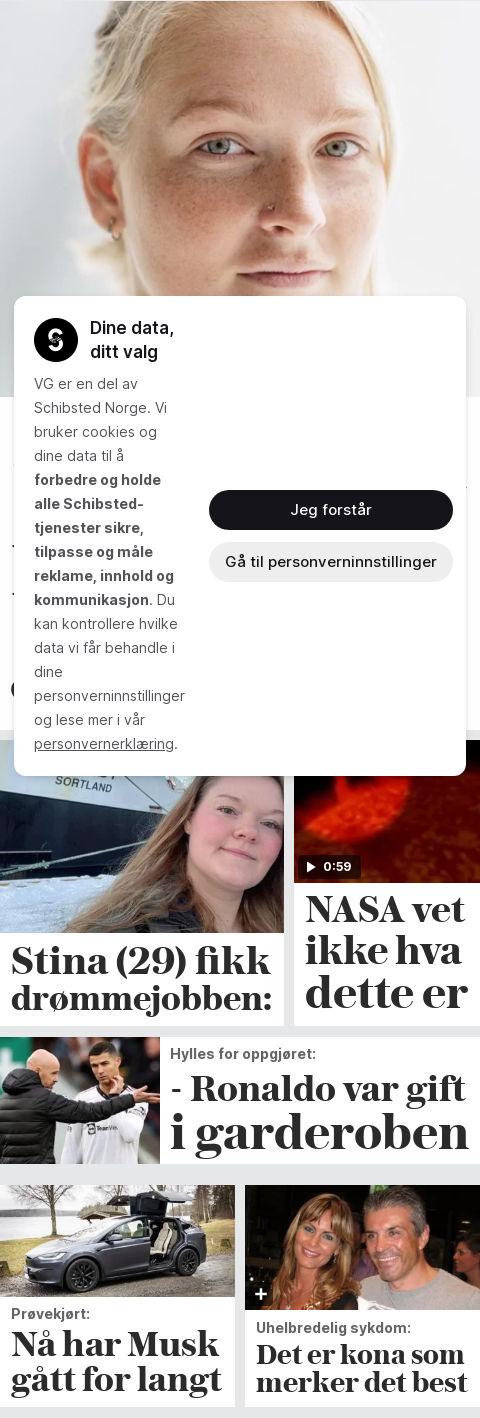 Dine data,
ditt valg
VG er en del av
Schibsted Norge. Vi
bruker cookies og
dine data til å
forbedre og holde
alle Schibsted-
tjenester sikre,
tilpasse og måle
reklame, innhold og
kommunikasjon. Du
kan kontrollere hvilke
data vi får behandle i
dine
personverninnstillinger
og lese mer i vår
personvernerklæring.
Jeg forstår
Gå til personverninnstillinger
SORTLAND
0:59
Stina (29) fikk
drømmejobben:
NASA vet
ikke hva
dette er
Hylles for oppgjøret:
- Ronaldo var gift
i garderoben
Prøvekjørt:
Nå har Musk
gått for langt
Uhelbredelig sykdom:
Det er kona som
merker det best